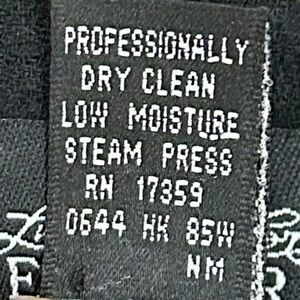 PROFESSIONALLY
DRY CLEAN
LOW MOISTURE
STEAM PRESS
RN 17359
0644 HK 85W
NM